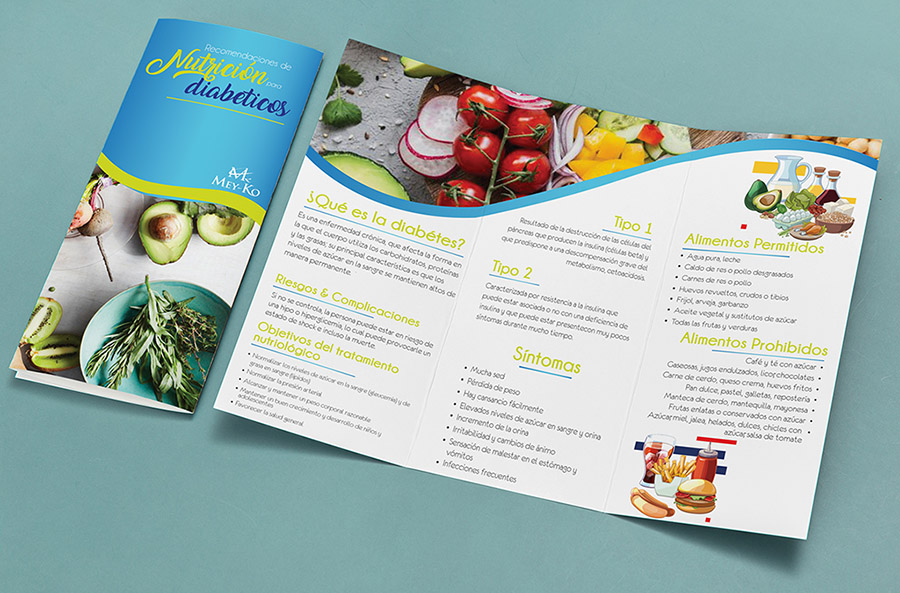 Recomendaciones de
Nutrición para
diabeticos
MEY-KO
¿Qué es la diabétes?
Es una enfermedad crónica, que afecta la forma en
la que el cuerpo utiliza los carbohidratos, proteínas
y las grasas; su principal característica es que los
niveles de azúcar en la sangre se mantienen altos de
manera permanente.
Riesgos & Complicaciones
Si no se controla, la persona puede estar en riesgo de
una hipo o hiperglicemia, lo cual puede provocarle un
estado de shock e incluso la muerte.
Objetivos del tratamiento
nutriológico
• Normalizar los niveles de azúcar en la sangre (glucemia) y de
grasa en sangre (lípidos)
• Normalizar la presión arterial
• Alcanzar y mantener un peso corporal razonable
• Mantener un buen crecimiento y desarrollo de niños y
adolescentes
• Favorecer la salud general
Tipo 1
Resultado de la destrucción de las células del
páncreas que producen la insulina (células beta) y
que predispone a una descompensación grave del
metabolismo, cetoacidosis.
Tipo 2
Caracterizada por resistencia a la insulina que
puede estar asociada o no con una deficiencia de
insulina y que puede estar presentecon muy pocos
síntomas durante mucho tiempo.
Síntomas
• Mucha sed
• Pérdida de peso
• Hay cansancio fácilmente
• Elevados niveles de azúcar en sangre y orina
• Incremento de la orina
• Irritabilidad y cambios de ánimo
• Sensación de malestar en el estómago y
vómitos
• Infecciones frecuentes
Alimentos Permitidos
• Agua pura, leche
• Caldo de res o pollo desgrasados
• Carnes de res o pollo
• Huevos revueltos, crudos o tibios
• Frijol, arveja, garbanzo
• Aceite vegetal y sustitutos de azúcar
• Todas las frutas y verduras
Alimentos Prohibidos
Café y té con azúcar •
Gaseosas, jugos endulzados, licor,chocolates •
Carne de cerdo, queso crema, huevos fritos •
Pan dulce, pastel, galletas, repostería •
Manteca de cerdo, mantequilla, mayonesa •
Frutas enlatas o conservados con azúcar •
Azúcar, miel, jalea, helados, dulces, chicles con •
azúcar, salsa de tomate